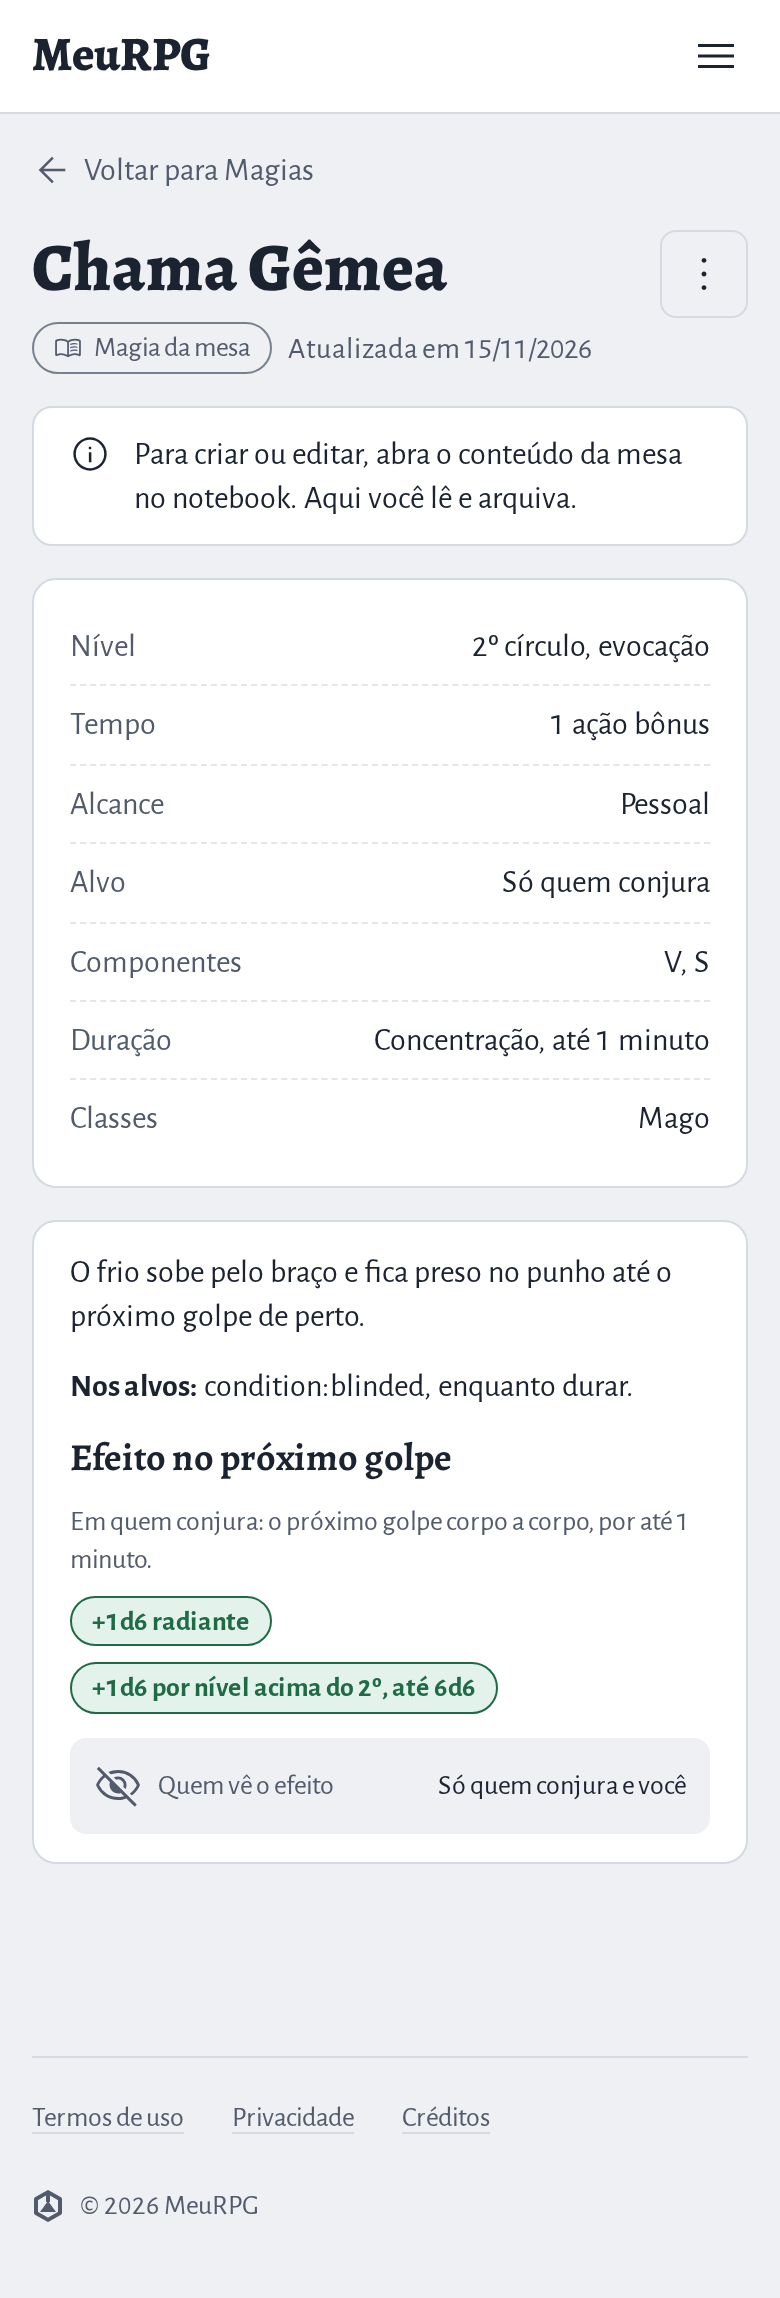 MeuRPG
Voltar para Magias
Chama Gêmea
Magia da mesa
Atualizada em 15/11/2026
Para criar ou editar, abra o conteúdo da mesa
no notebook. Aqui você lê e arquiva.
Nível
2º círculo, evocação
Tempo
1 ação bônus
Alcance
Pessoal
Alvo
Só quem conjura
Componentes
V, S
Duração
Concentração, até 1 minuto
Classes
Mago
O frio sobe pelo braço e fica preso no punho até o
próximo golpe de perto.
Nos alvos: condition:blinded, enquanto durar.
Efeito no próximo golpe
Em quem conjura: o próximo golpe corpo a corpo, por até 1
minuto.
+1d6 radiante
+1d6 por nível acima do 2º, até 6d6
Quem vê o efeito
Só quem conjura e você
Termos de uso
Privacidade
Créditos
© 2026 MeuRPG